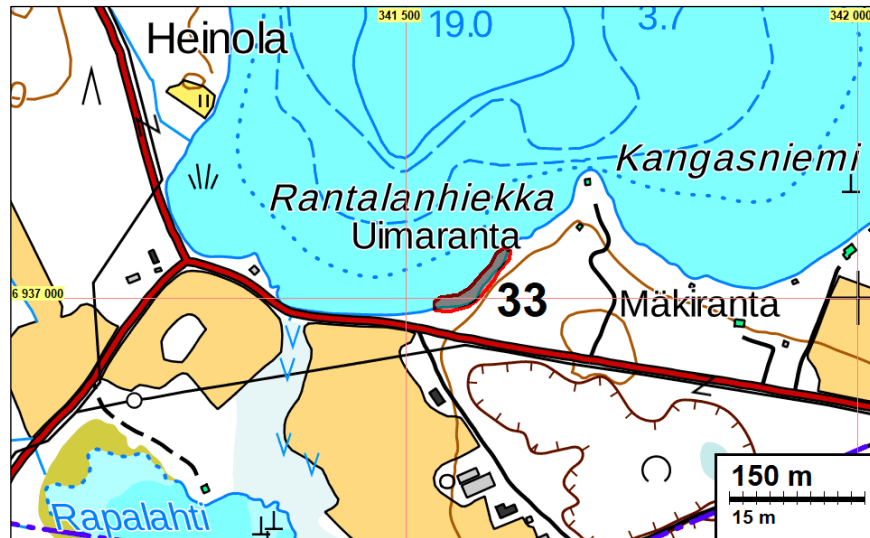 341 500
342 000
19.0
3.7
Heinola
Kangasniemi
Rantalanhiekka
Uimaranta
6 937 000
33
Mäkiranta
150 m
15 m
Rapalahti